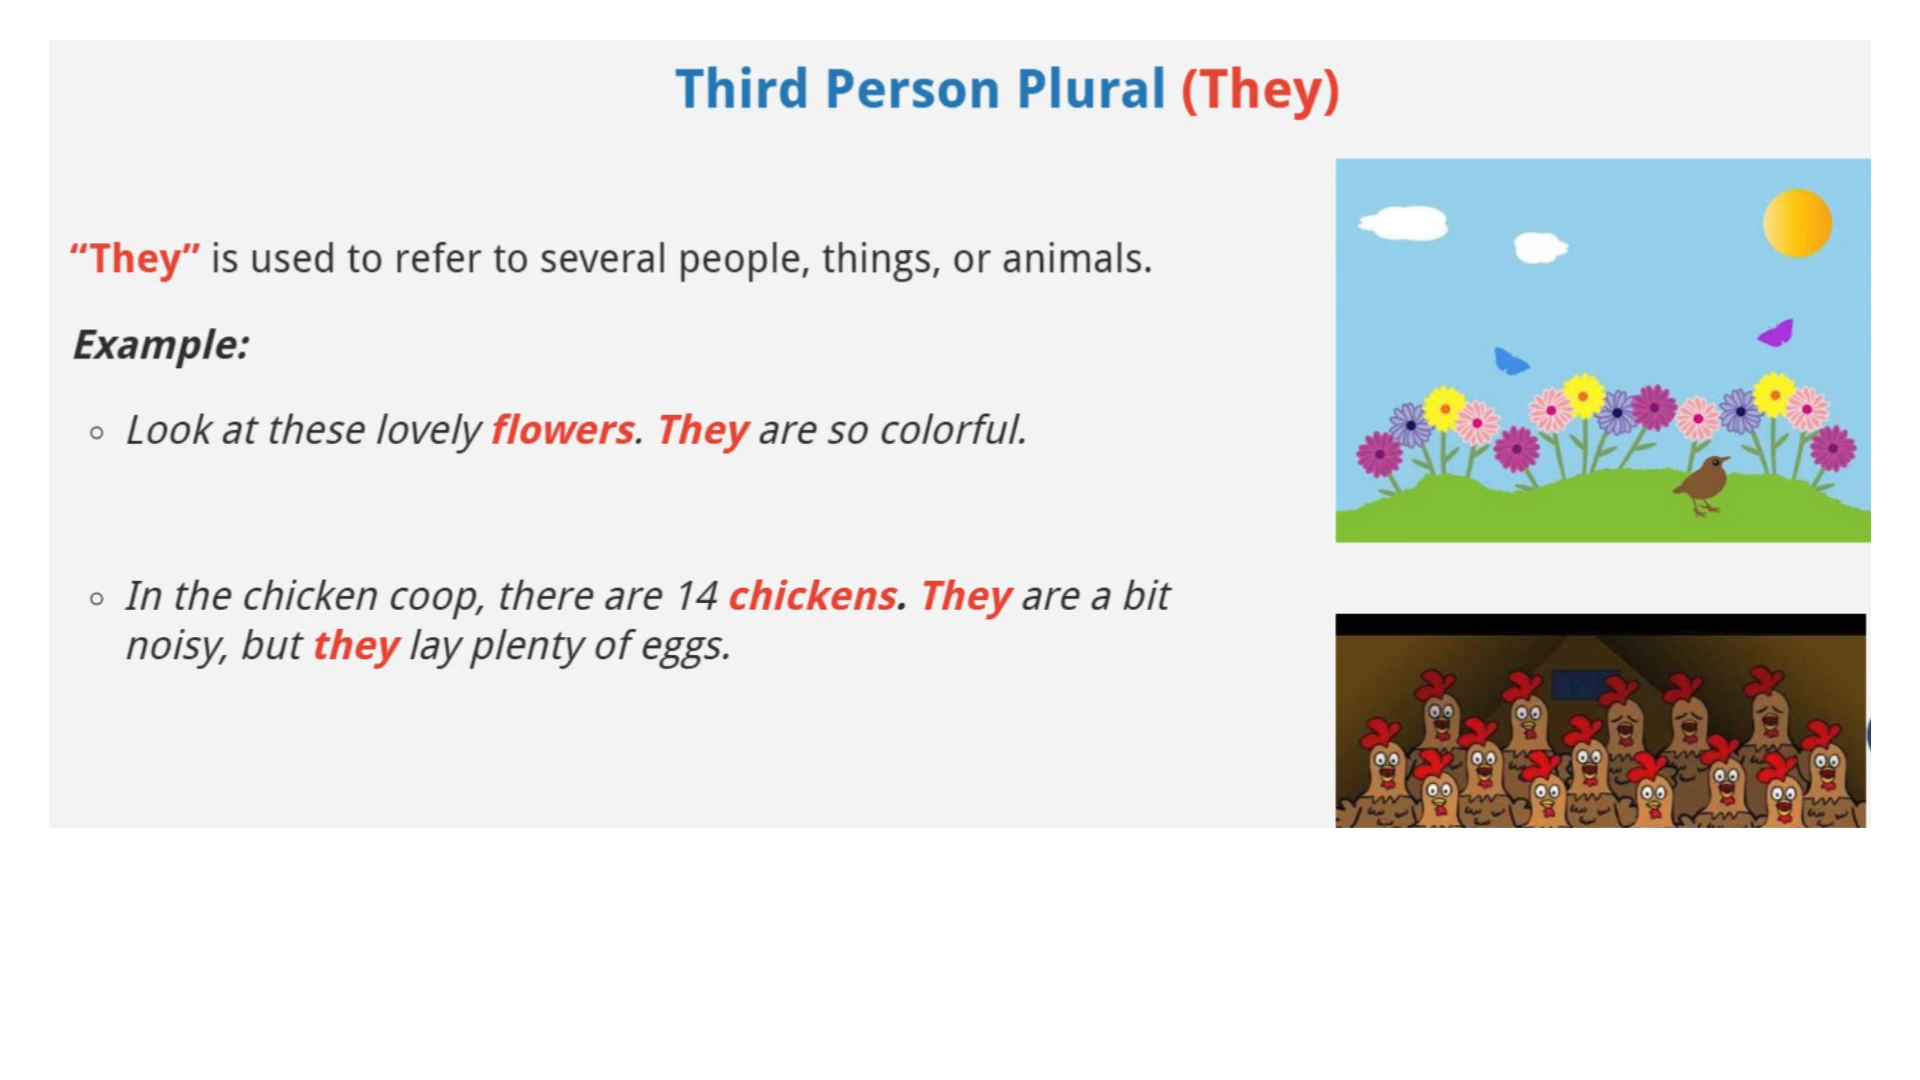 Third Person Plural (They)
“They” is used to refer to several people, things, or animals.
Example:
Look at these lovely flowers. They are so colorful.
In the chicken coop, there are 14 chickens. They are a bit
noisy, but they lay plenty of eggs.